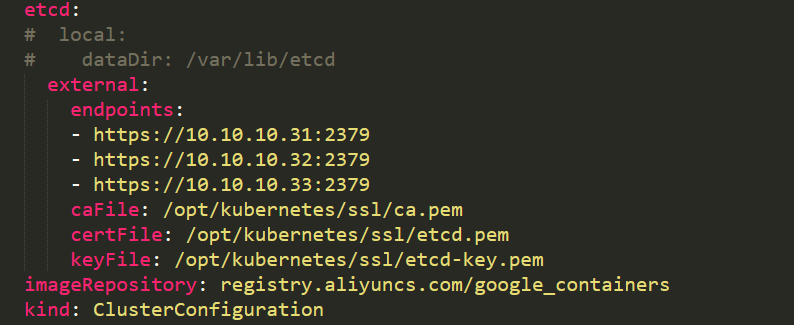 etcd:
#  local:
#    dataDir: /var/lib/etcd
  external:
    endpoints:
    - https://10.10.10.31:2379
    - https://10.10.10.32:2379
    - https://10.10.10.33:2379
    caFile: /opt/kubernetes/ssl/ca.pem
    certFile: /opt/kubernetes/ssl/etcd.pem
    keyFile: /opt/kubernetes/ssl/etcd-key.pem
imageRepository: registry.aliyuncs.com/google_containers
kind: ClusterConfiguration